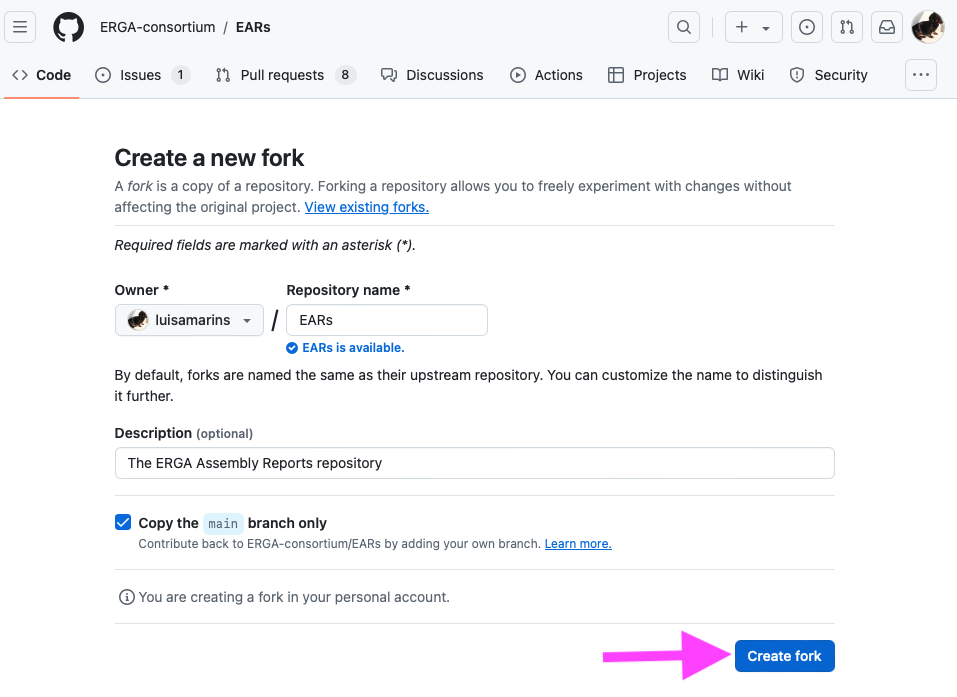 ERGA-consortium / EARs
Code Issues 1 Pull requests 8 Discussions Actions Projects Wiki Security
Create a new fork
A fork is a copy of a repository. Forking a repository allows you to freely experiment with changes without
affecting the original project. View existing forks.
Required fields are marked with an asterisk (*).
Owner * Repository name *
luisamarins / EARs
EARs is available.
By default, forks are named the same as their upstream repository. You can customize the name to distinguish
it further.
Description (optional)
The ERGA Assembly Reports repository
Copy the main branch only
Contribute back to ERGA-consortium/EARs by adding your own branch. Learn more.
You are creating a fork in your personal account.
Create fork